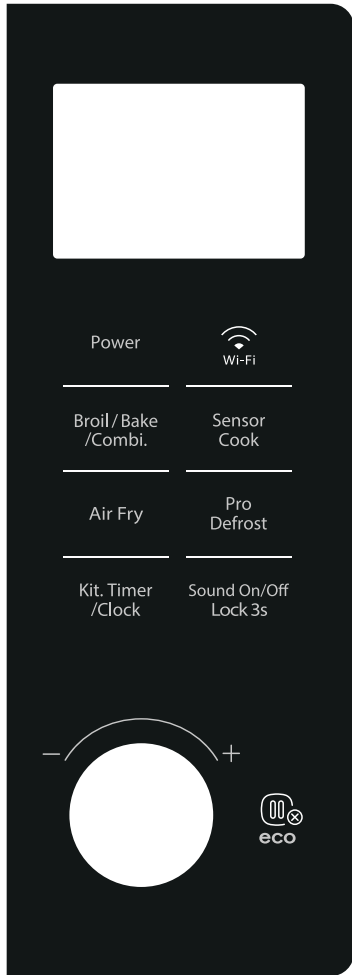 Power
Wi-Fi
Broil / Bake
/Combi.
Sensor
Cook
Air Fry
Pro
Defrost
Kit. Timer
/Clock
Sound On/Off
Lock 3s
− +
eco